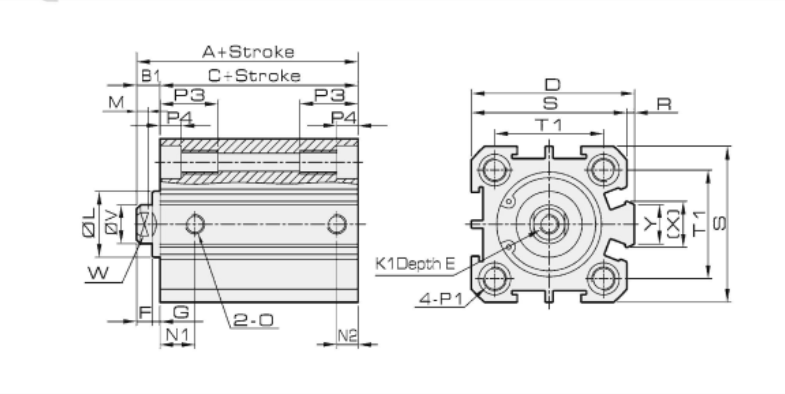 A+Stroke
B1 C+Stroke
M P3 P3
P4 P4
ØL ØV
W
F G 2-O
N1 N2
D
S R
T1
Y (X) T1 S
K1Depth E
4-P1